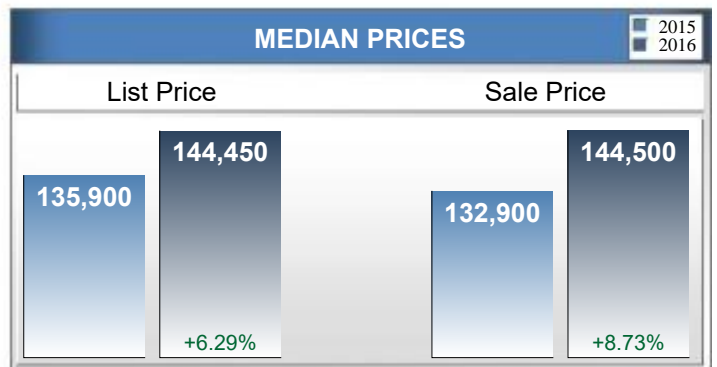 MEDIAN PRICES
2015
2016
List Price
Sale Price
135,900
144,450
+6.29%
132,900
144,500
+8.73%